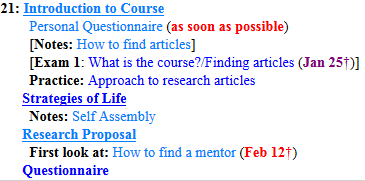 21: Introduction to Course
Personal Questionnaire (as soon as possible)
[Notes: How to find articles]
[Exam 1: What is the course?/Finding articles (Jan 25†)]
Practice: Approach to research articles
Strategies of Life
Notes: Self Assembly
Research Proposal
First look at: How to find a mentor (Feb 12†)
Questionnaire